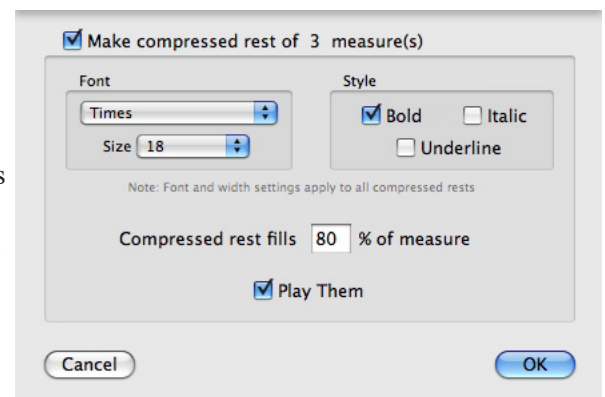 Make compressed rest of 3 measure(s)
Font
Style
Times
Bold
Italic
Size 18
Underline
s
Note: Font and width settings apply to all compressed rests
Compressed rest fills 80 % of measure
Play Them
Cancel
OK